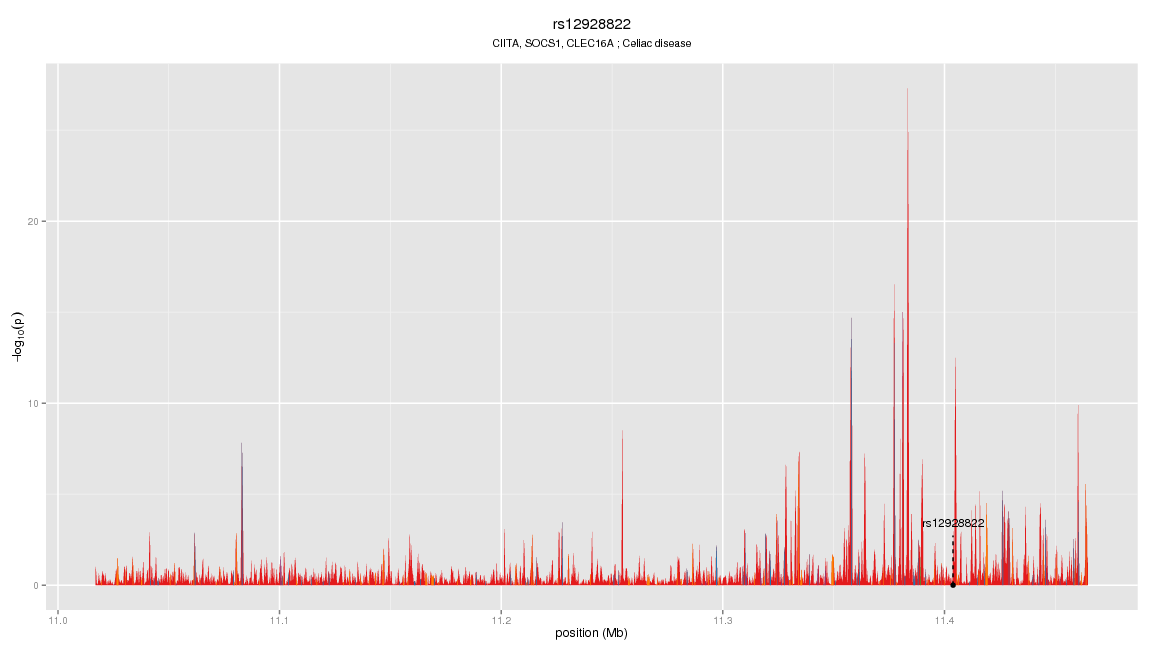 rs12928822
CIITA, SOCS1, CLEC16A ; Celiac disease
−log10(p)
20
10
0
rs12928822
11.0 11.1 11.2 11.3 11.4
position (Mb)